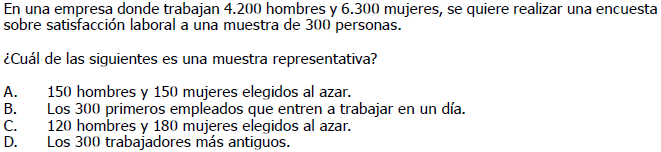 En una empresa donde trabajan 4.200 hombres y 6.300 mujeres, se quiere realizar una encuesta
sobre satisfacción laboral a una muestra de 300 personas.
¿Cuál de las siguientes es una muestra representativa?
A. 150 hombres y 150 mujeres elegidos al azar.
B. Los 300 primeros empleados que entren a trabajar en un día.
C. 120 hombres y 180 mujeres elegidos al azar.
D. Los 300 trabajadores más antiguos.